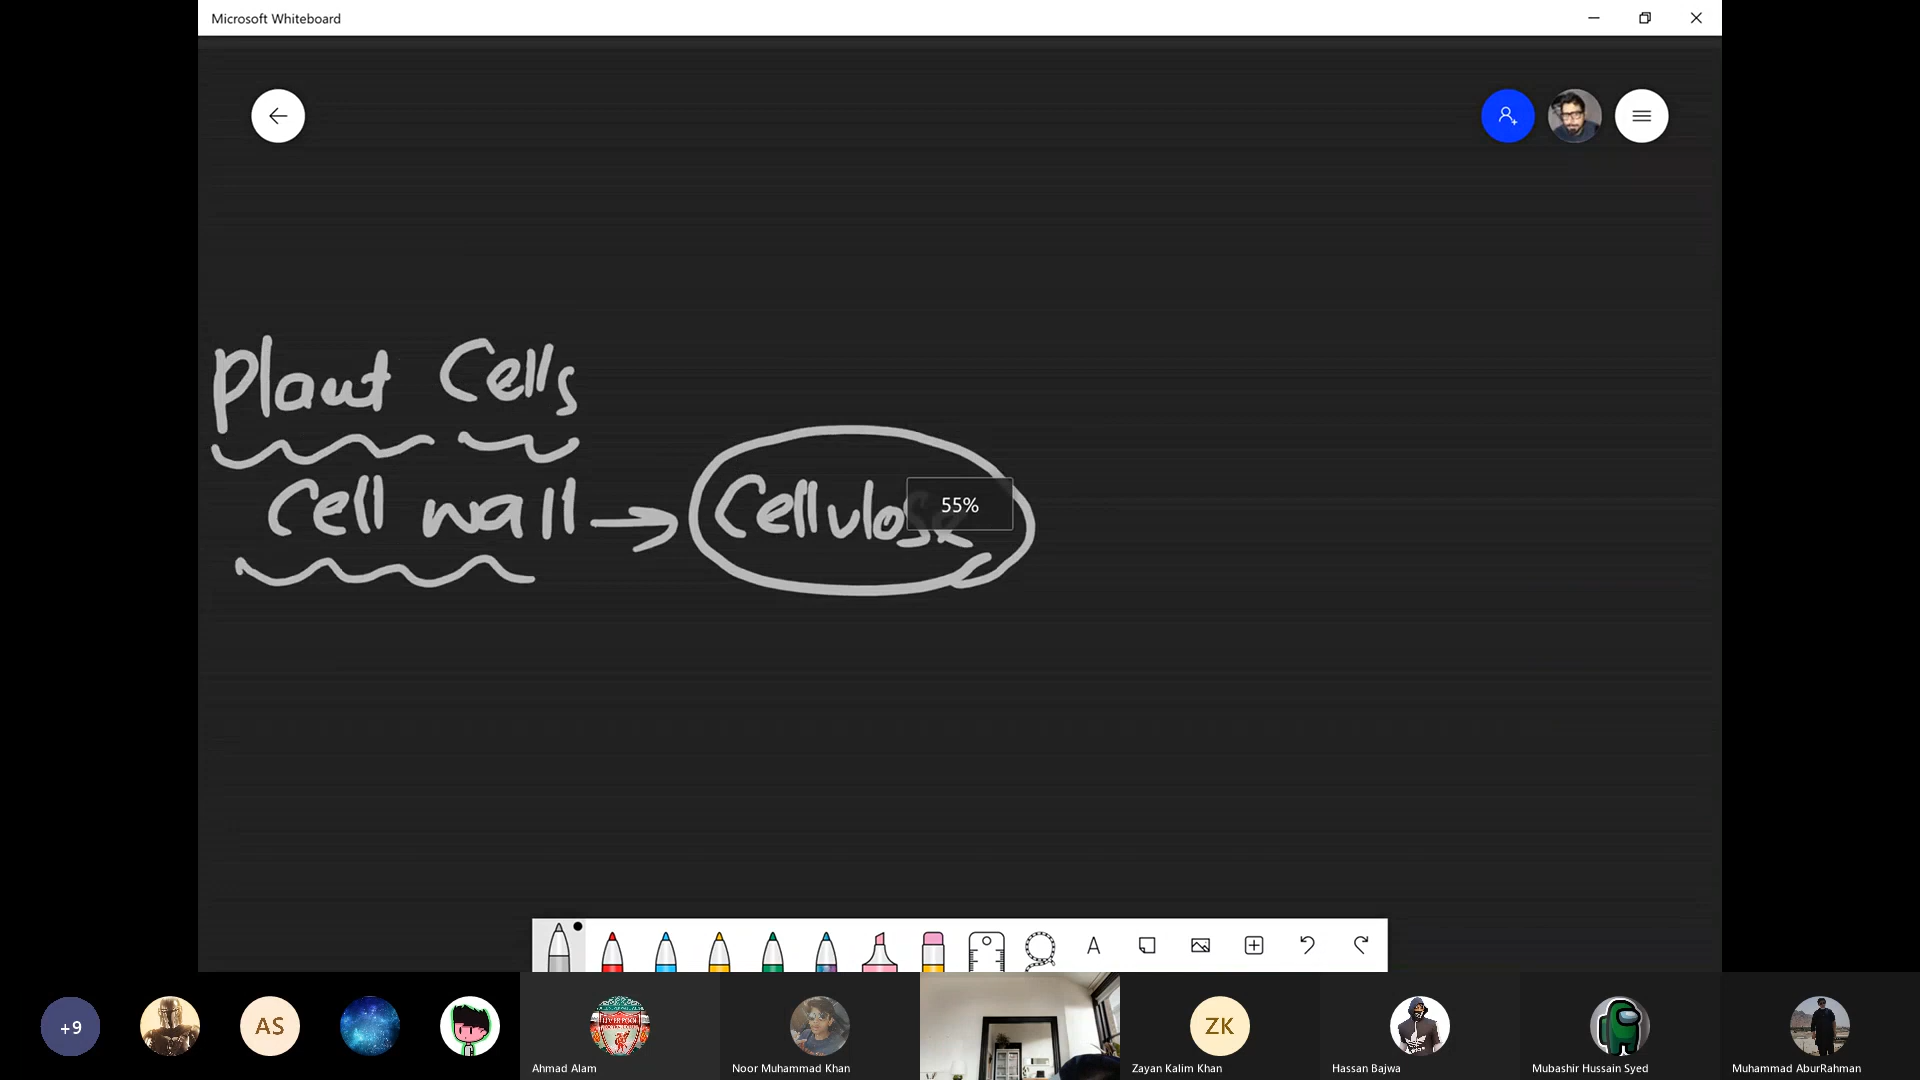 Microsoft Whiteboard
Plant Cells
Cell wall → Cellulose
55%
A
+9
AS
ZK
Ahmad Alam
Noor Muhammad Khan
Zayan Kalim Khan
Hassan Bajwa
Mubashir Hussain Syed
Muhammad AburRahman